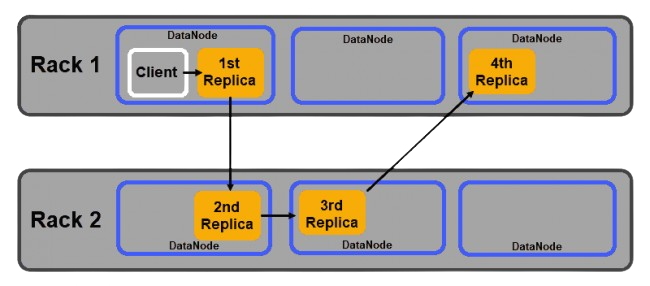 Rack 1
DataNode
Client
1st
Replica
DataNode
DataNode
4th
Replica
Rack 2
2nd
Replica
DataNode
3rd
Replica
DataNode
DataNode